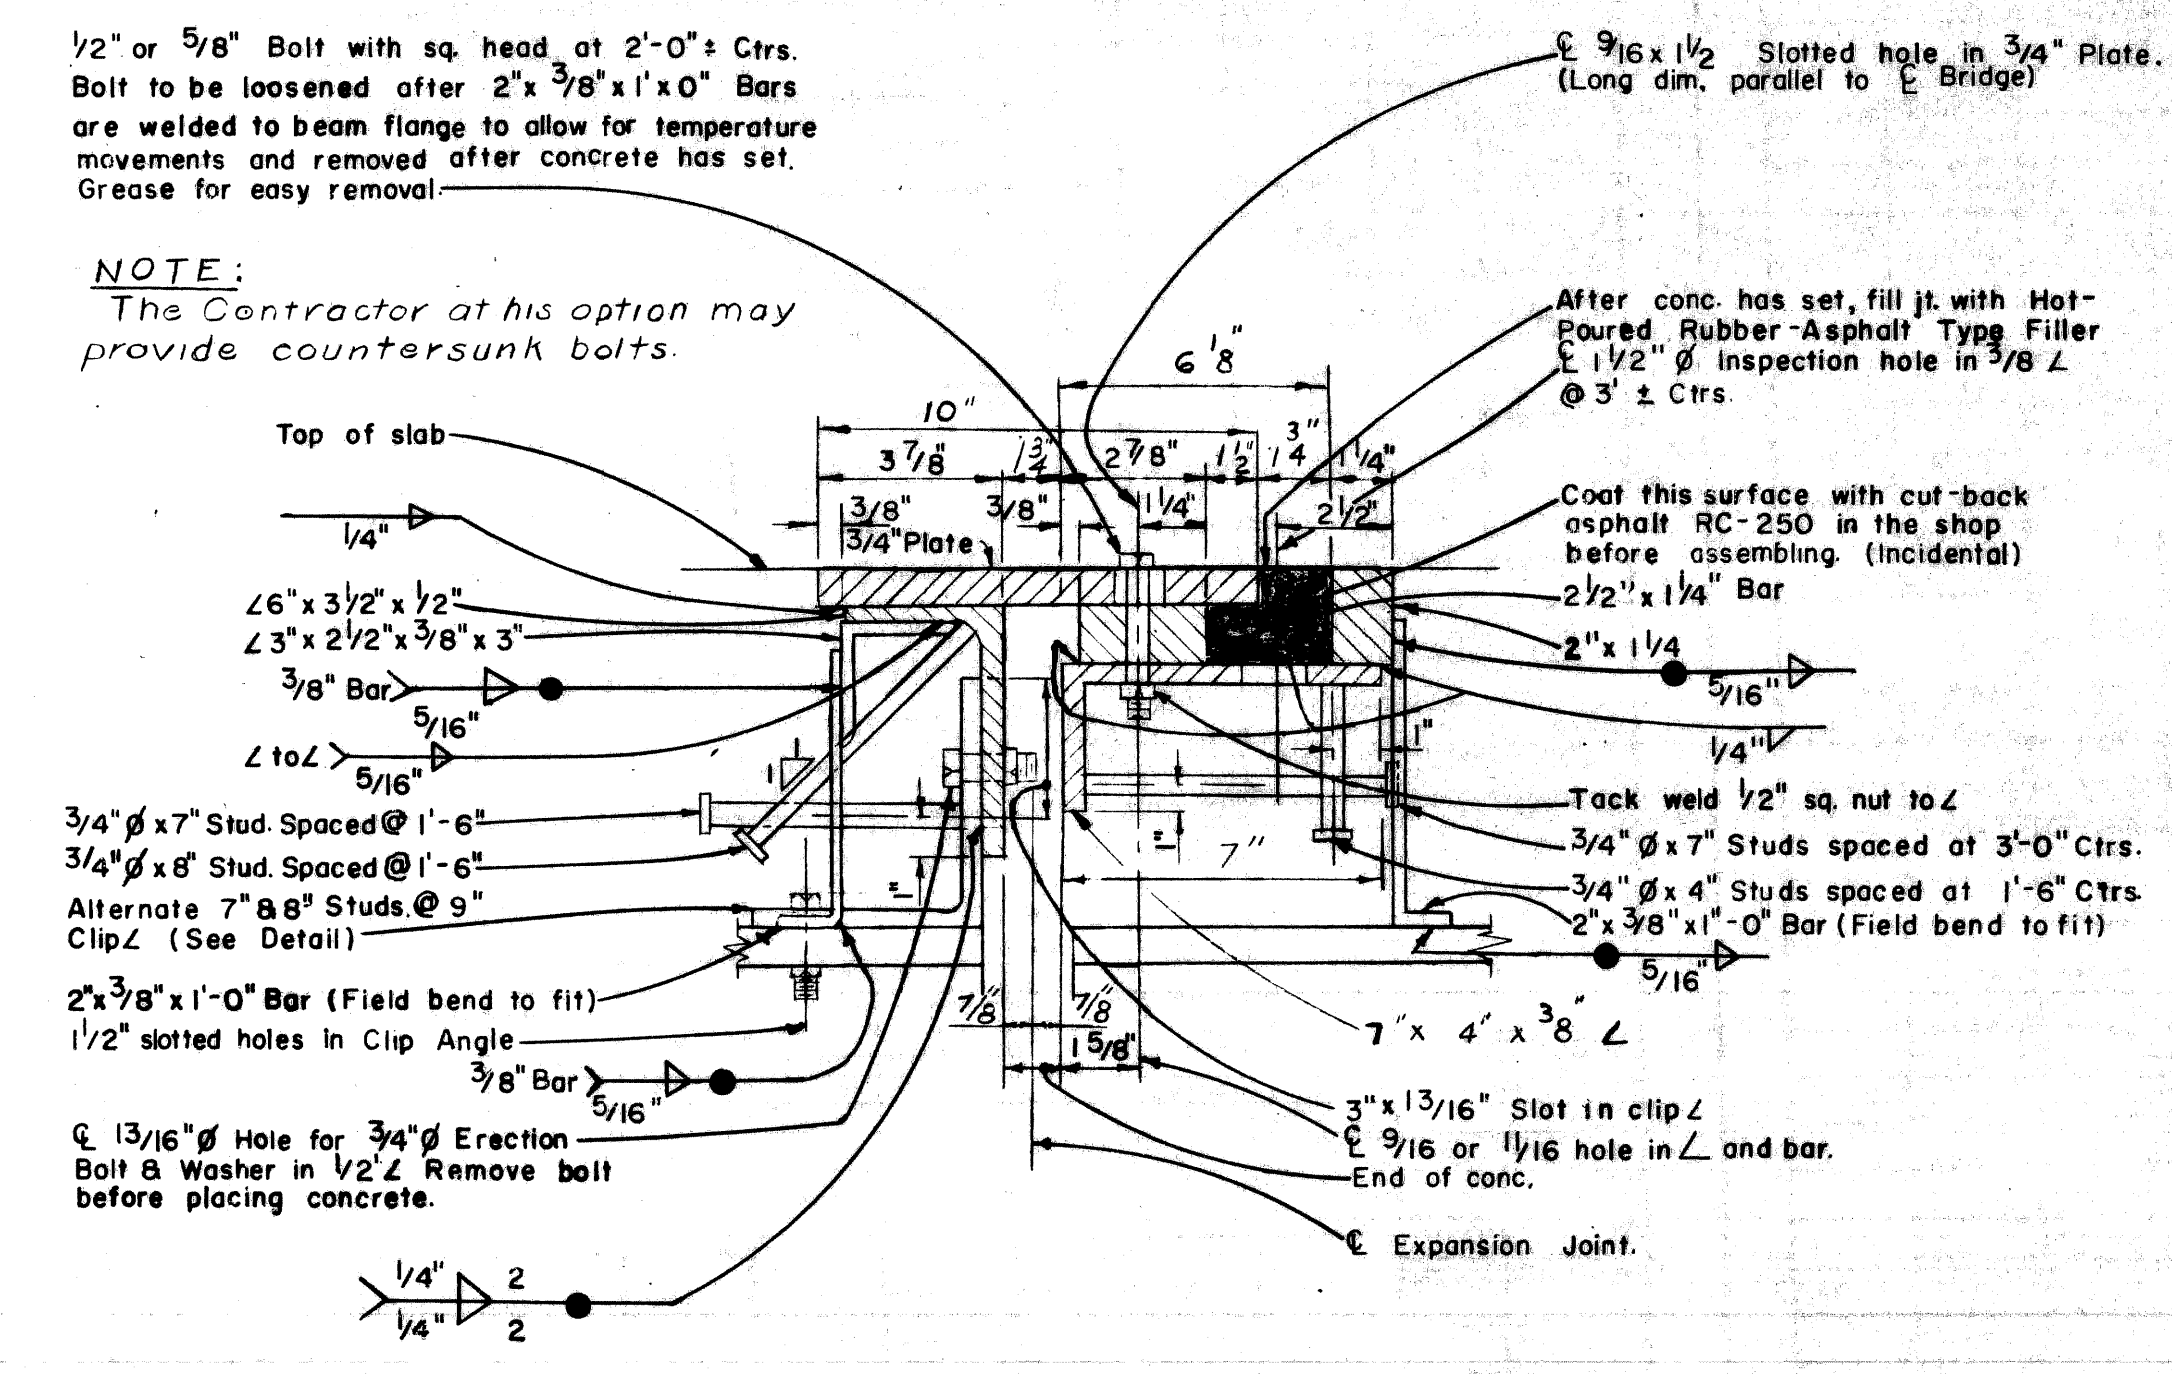 1/2" or 5/8" Bolt with sq. head at 2'-0"± Ctrs.
Bolt to be loosened after 2"x 3/8"x 1'x 0" Bars
are welded to beam flange to allow for temperature
movements and removed after concrete has set.
Grease for easy removal.
NOTE:
The Contractor at his option may
provide countersunk bolts.
Top of slab
1/4"
∠6"x 3 1/2"x 1/2"
∠3"x 2 1/2"x 3/8"x 3"
3/8" Bar
5/16"
∠ to∠
5/16"
3/4"Ø x7" Stud. Spaced @ 1'-6"
3/4"Ø x8" Stud. Spaced @ 1'-6"
Alternate 7"&8" Studs.@ 9"
Clip∠ (See Detail)
2"x 3/8"x 1'-0" Bar (Field bend to fit)
1 1/2" slotted holes in Clip Angle
3/8" Bar
5/16"
℄ 13/16"Ø Hole for 3/4"Ø Erection
Bolt & Washer in 1/2'∠ Remove bolt
before placing concrete.
1/4" 2
1/4" 2
6 1/8"
10"
3 7/8" 1 3/4" 2 7/8" 1 1/2" 1 3/4" 1 1/4"
3/8" 3/8" 1 1/4" 2 1/2"
3/4"Plate
1
1
1"
1"
1"
7"
7/8" 7/8"
1 5/8"
℄ 9/16 x 1 1/2 Slotted hole in 3/4" Plate.
(Long dim. parallel to ℄ Bridge)
After conc. has set, fill jt. with Hot-
Poured Rubber-Asphalt Type Filler
℄ 1 1/2" Ø Inspection hole in 3/8 ∠
@ 3' ± Ctrs.
Coat this surface with cut-back
asphalt RC-250 in the shop
before assembling. (Incidental)
2 1/2" x 1 1/4" Bar
2" x 1 1/4
5/16"
1/4"
Tack weld 1/2" sq. nut to∠
3/4" Ø x 7" Studs spaced at 3'-0" Ctrs.
3/4" Ø x 4" Studs spaced at 1'-6" Ctrs.
2"x 3/8"x1"-0" Bar (Field bend to fit)
5/16"
7" x 4" x 3/8" ∠
3"x 13/16" Slot in clip∠
℄ 9/16 or 11/16 hole in∠ and bar.
End of conc.
℄ Expansion Joint.